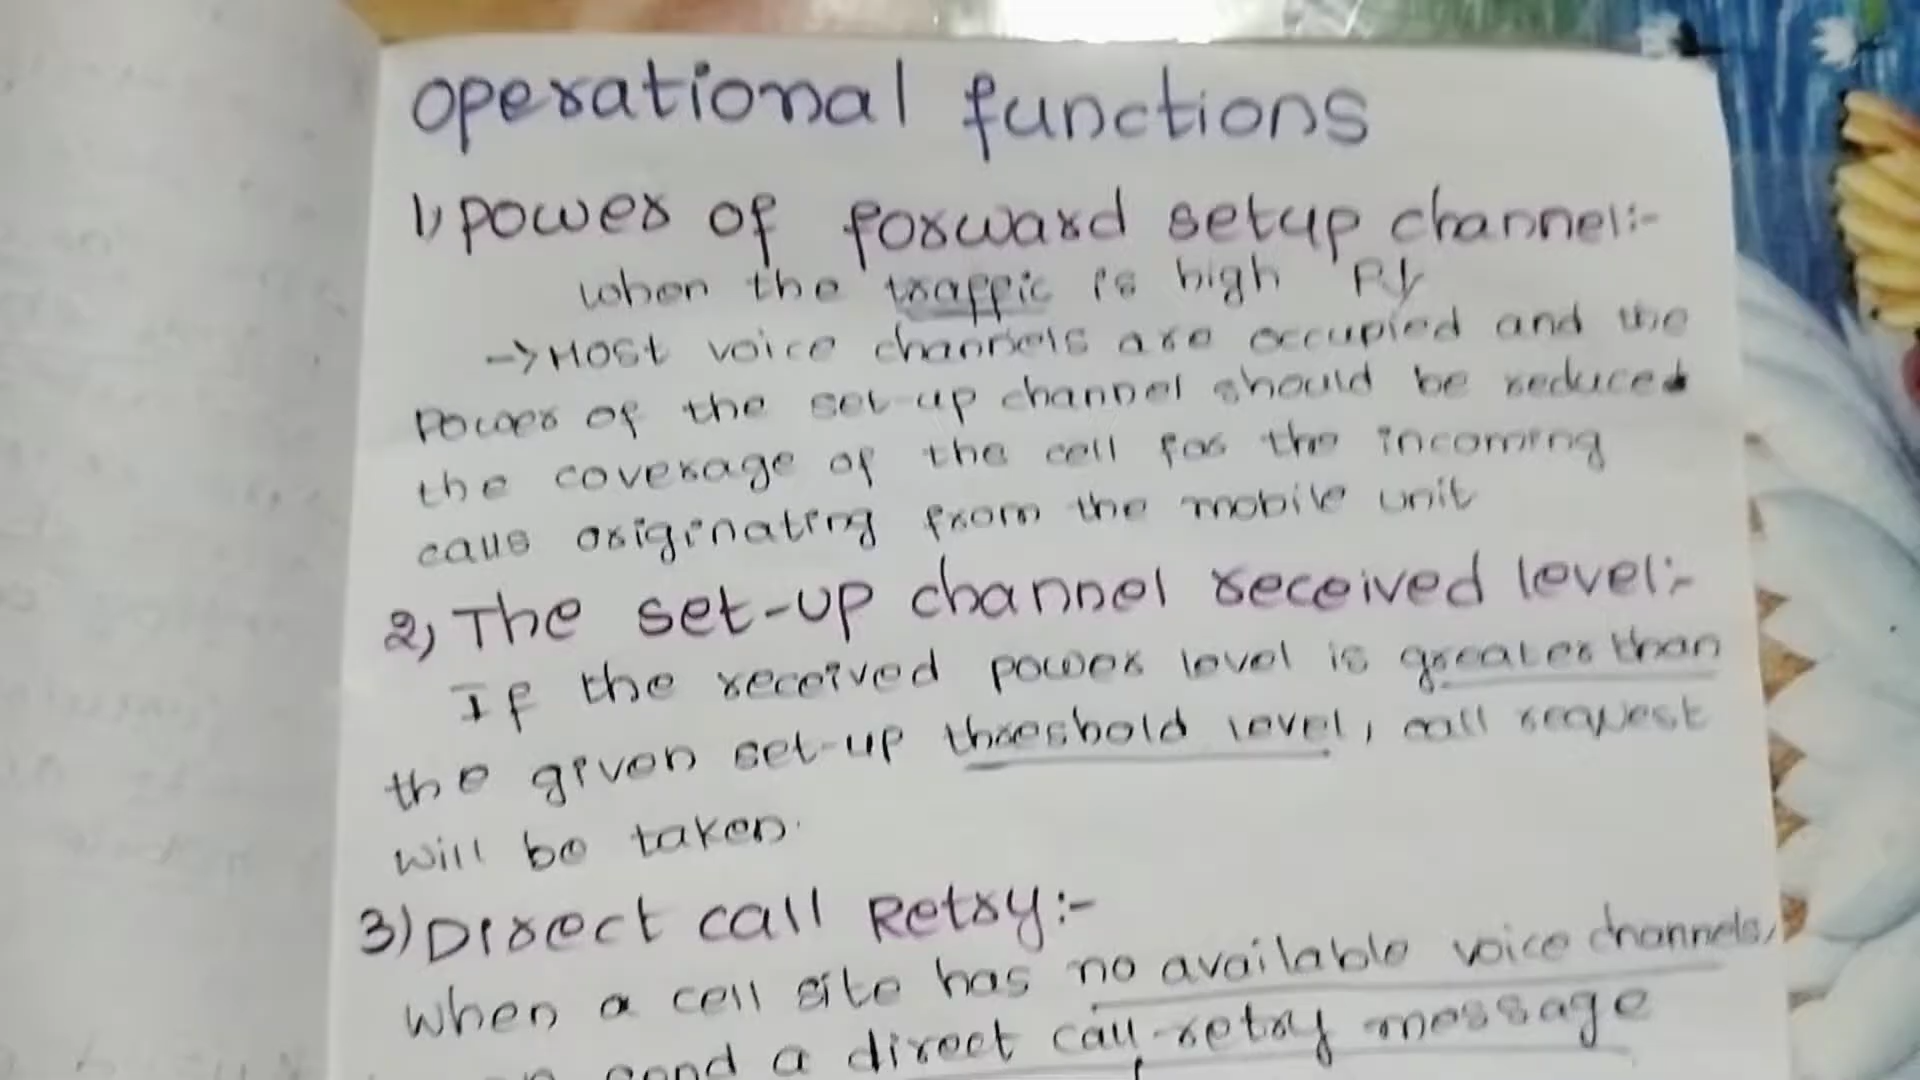 operational functions
1) power of forward setup channel:-
when the traffic is high P↓
-> Most voice channels are occupied and the
power of the set-up channel should be reduced
the coverage of the cell for the incoming
calls originating from the mobile unit
2) The set-up channel received level:-
If the received power level is greater than
the given set-up threshold level, call request
will be taken.
3) Direct call Retry:-
When a cell site has no available voice channels,
send a direct call-retry message